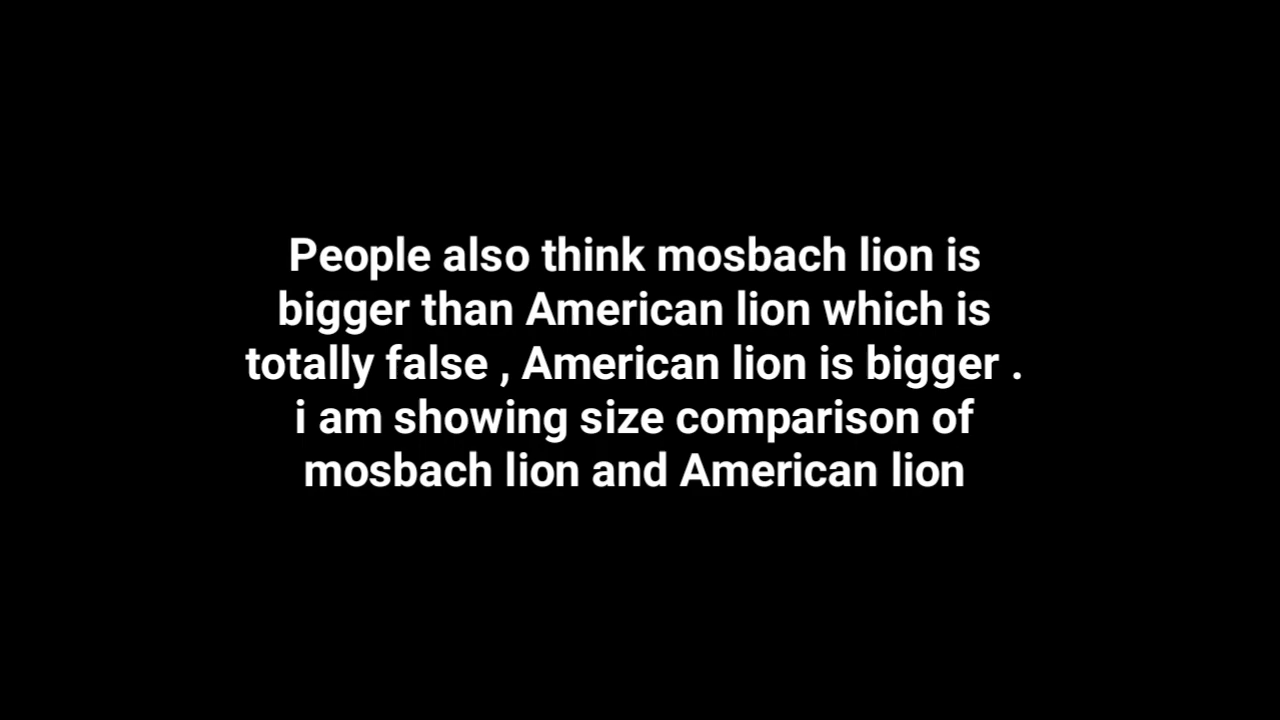 People also think mosbach lion is
bigger than American lion which is
totally false , American lion is bigger .
i am showing size comparison of
mosbach lion and American lion